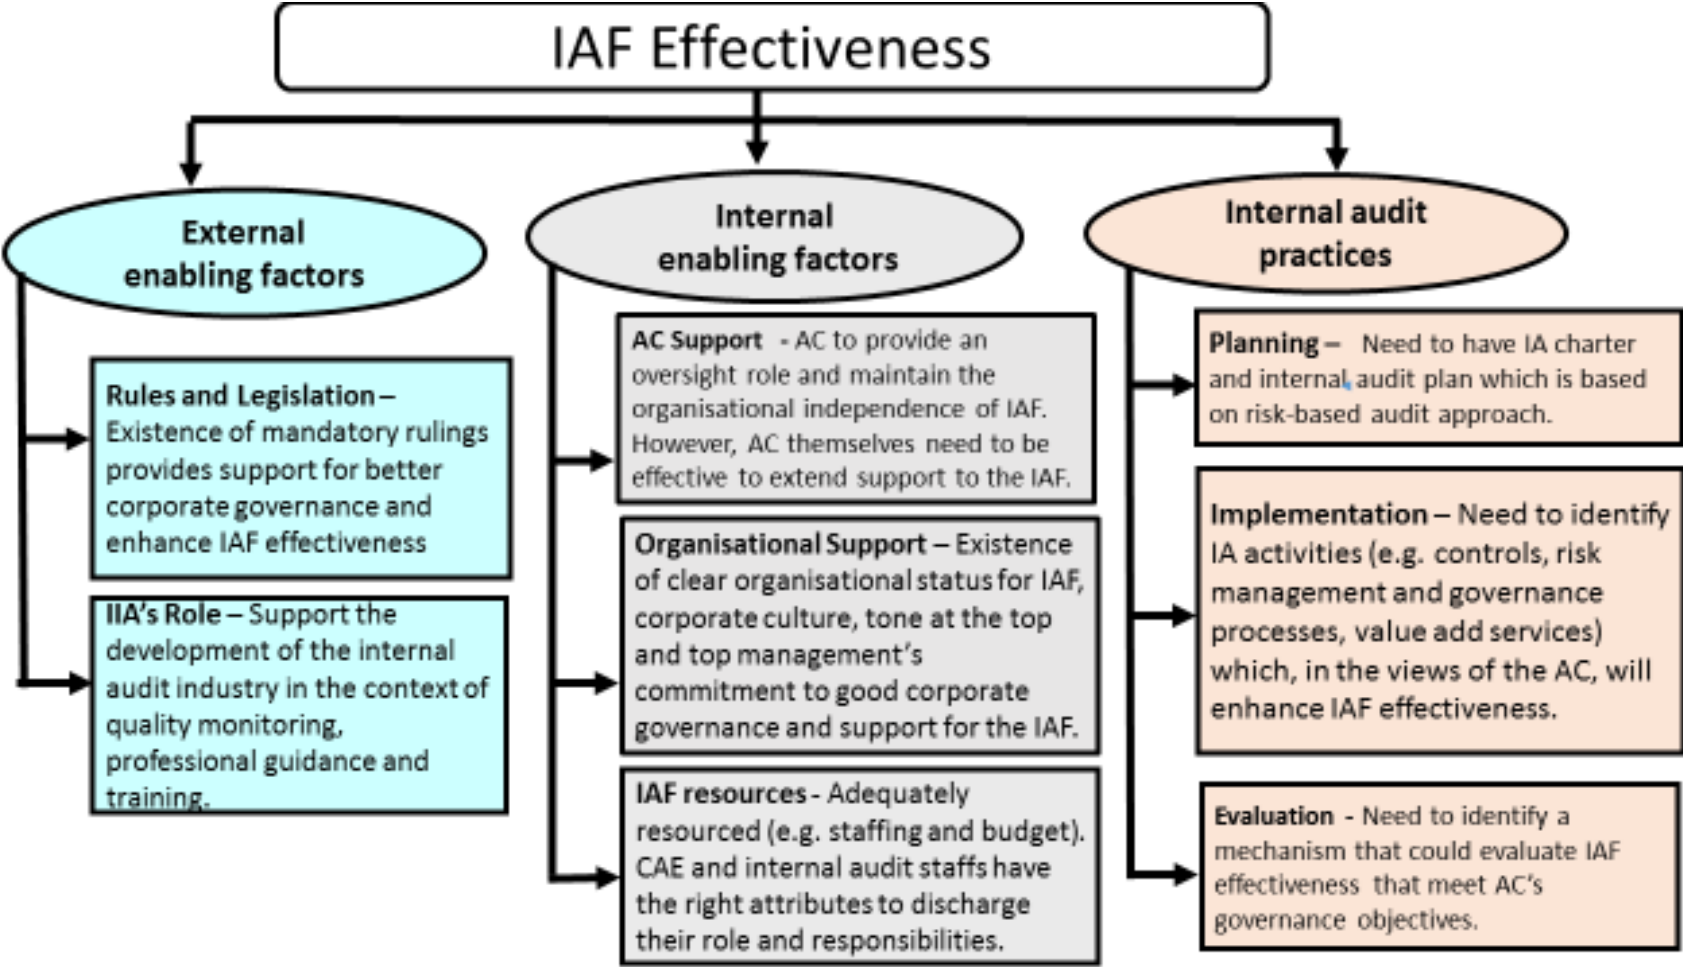 IAF Effectiveness
External
enabling factors
Rules and Legislation –
Existence of mandatory rulings
provides support for better
corporate governance and
enhance IAF effectiveness
IIA's Role – Support the
development of the internal
audit industry in the context of
quality monitoring,
professional guidance and
training.
Internal
enabling factors
AC Support - AC to provide an
oversight role and maintain the
organisational independence of IAF.
However, AC themselves need to be
effective to extend support to the IAF.
Organisational Support – Existence
of clear organisational status for IAF,
corporate culture, tone at the top
and top management's
commitment to good corporate
governance and support for the IAF.
IAF resources - Adequately
resourced (e.g. staffing and budget).
CAE and internal audit staffs have
the right attributes to discharge
their role and responsibilities.
Internal audit
practices
Planning – Need to have IA charter
and internal audit plan which is based
on risk-based audit approach.
Implementation – Need to identify
IA activities (e.g. controls, risk
management and governance
processes, value add services)
which, in the views of the AC, will
enhance IAF effectiveness.
Evaluation - Need to identify a
mechanism that could evaluate IAF
effectiveness that meet AC's
governance objectives.